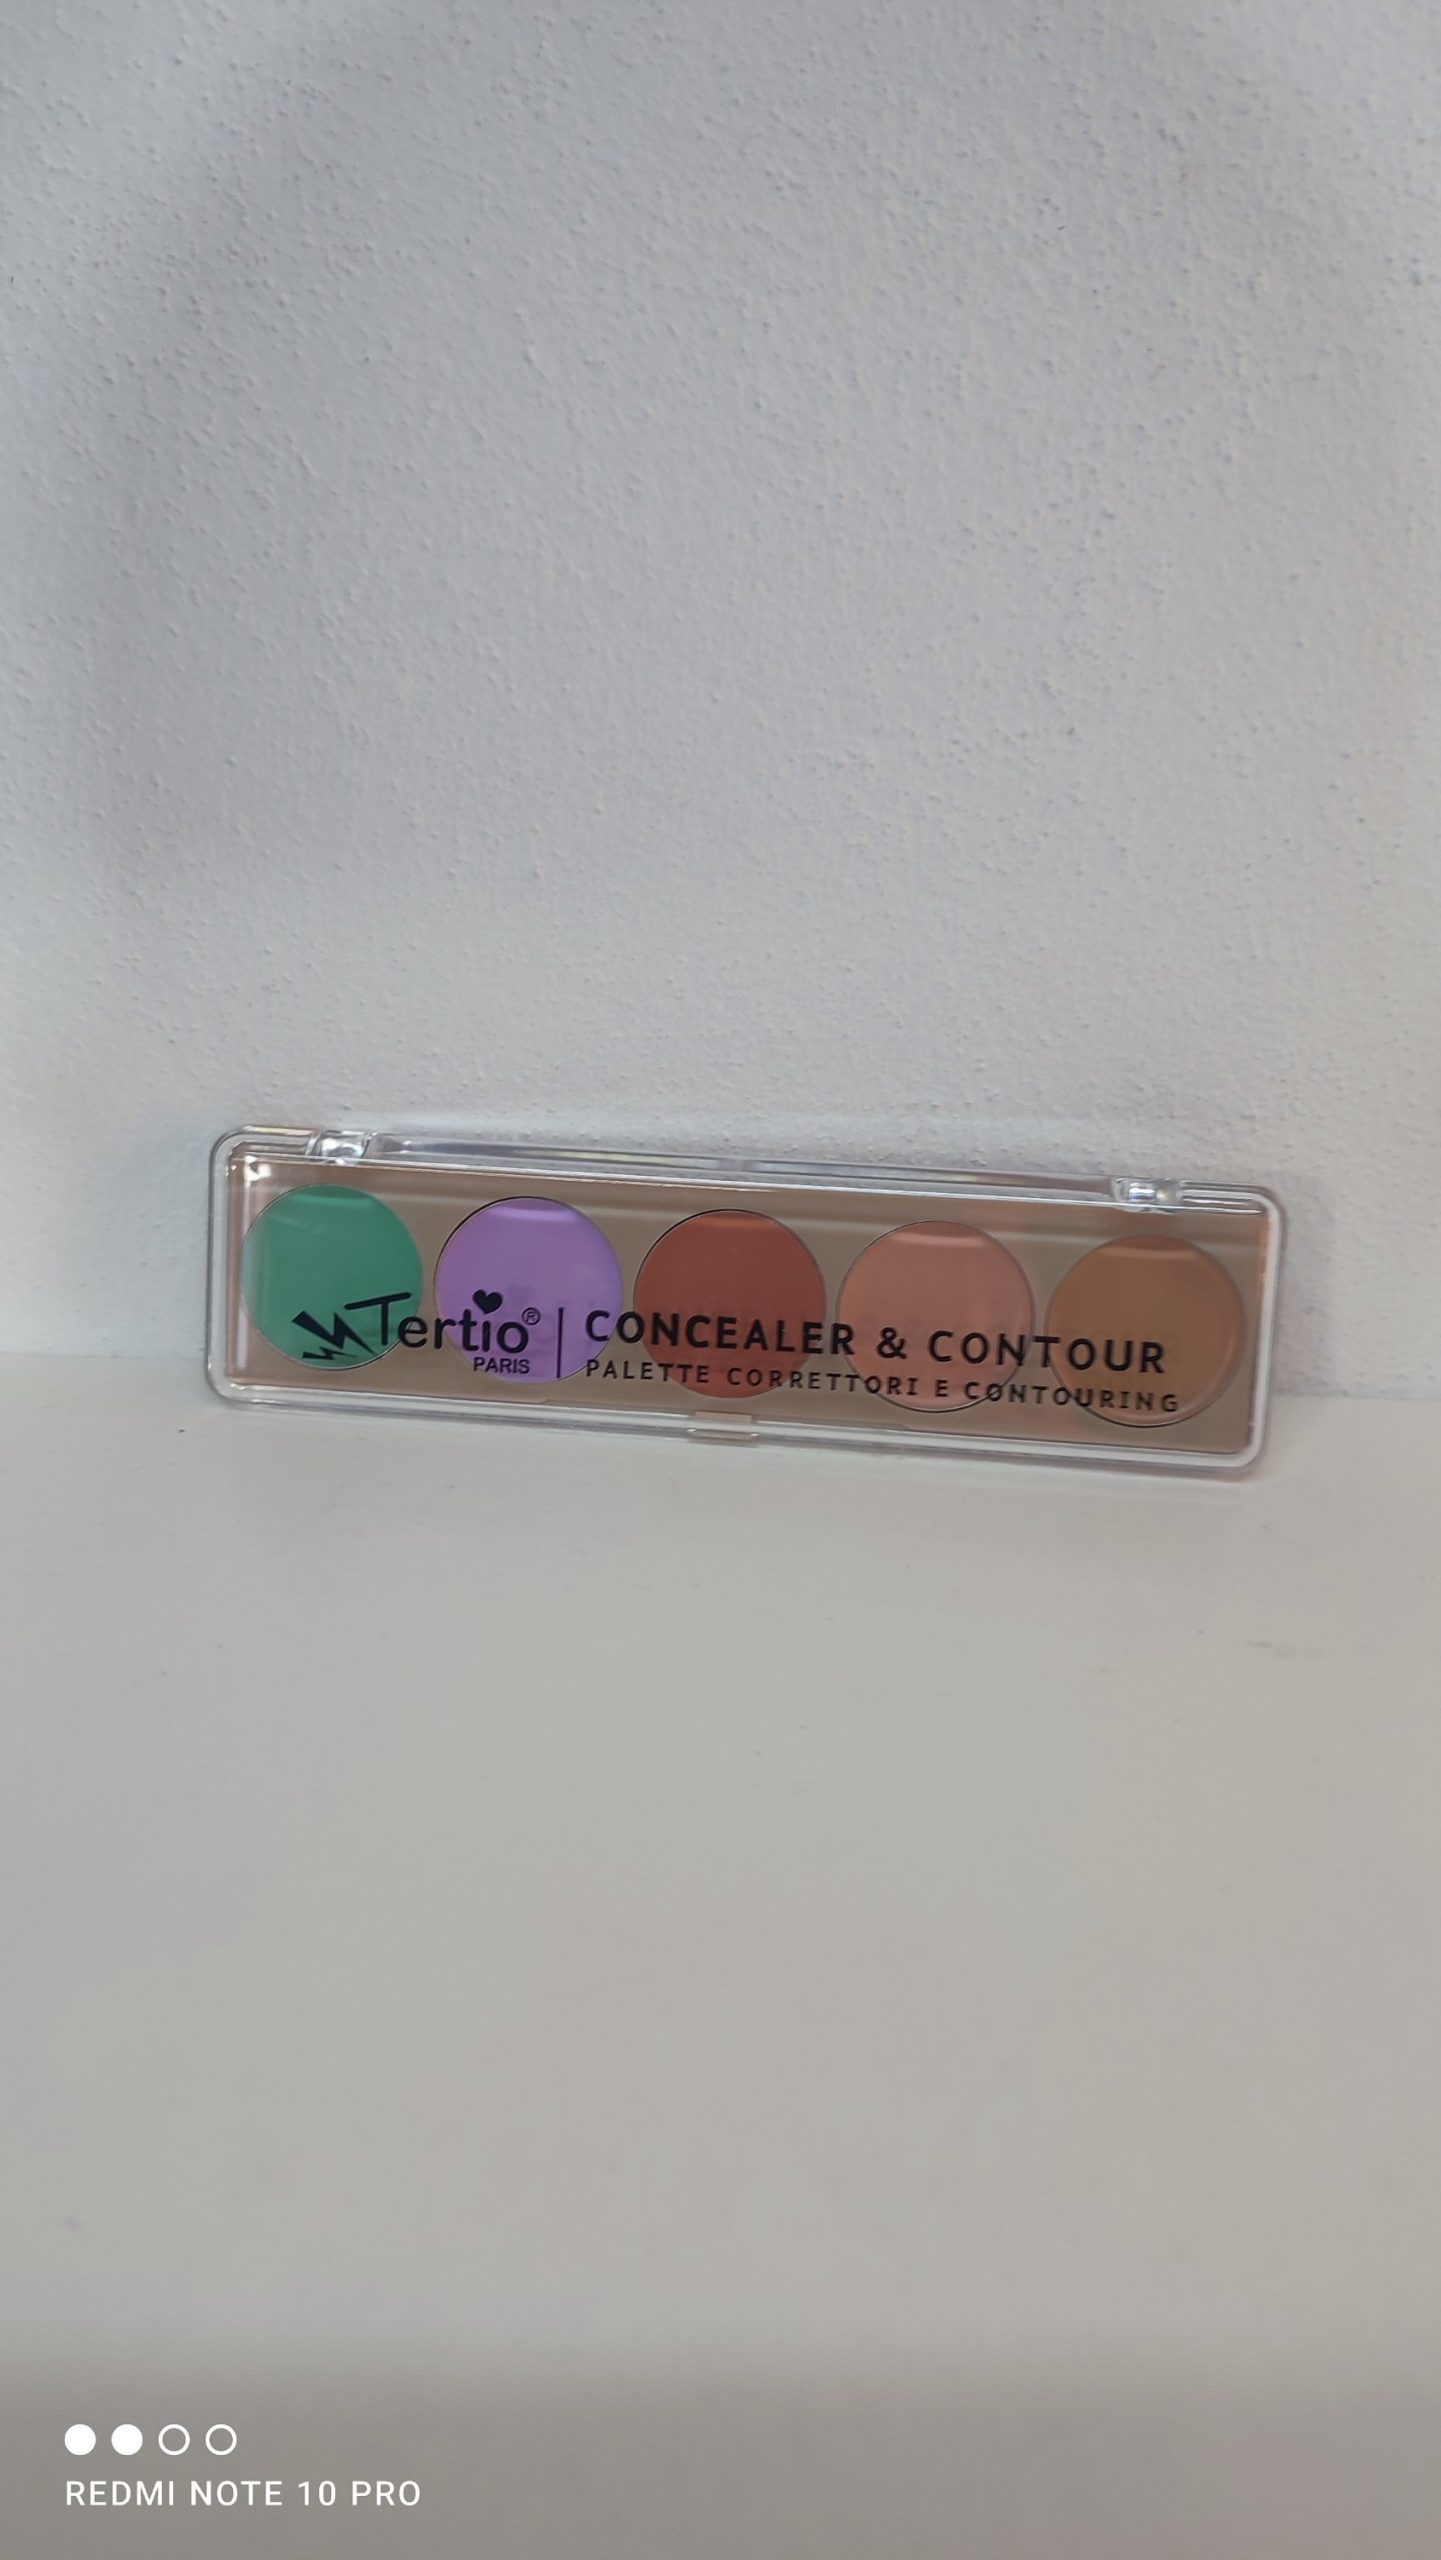 Tertio®
PARIS
CONCEALER & CONTOUR
PALETTE CORRETTORI E CONTOURING
REDMI NOTE 10 PRO